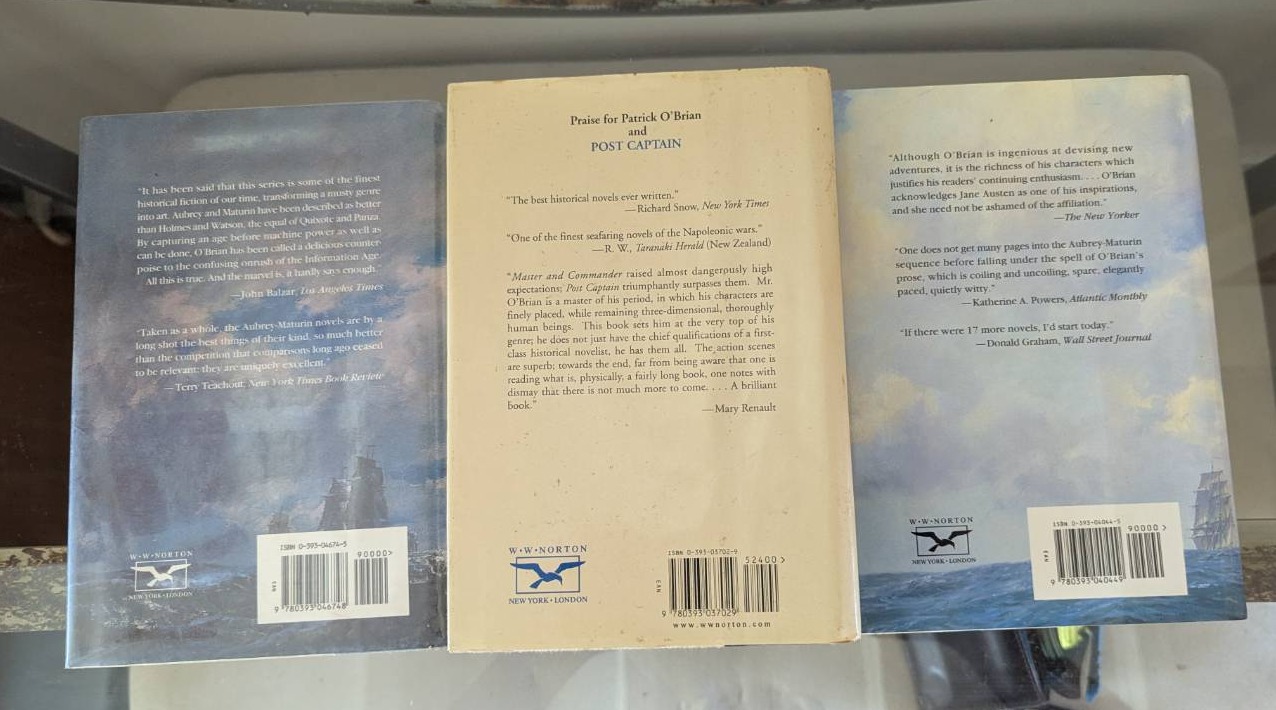 "It has been said that this series is some of the finest
historical fiction of our time, transforming a musty genre
into art. Aubrey and Maturin have been described as better
than Holmes and Watson, the equal of Quixote and Panza.
By capturing an age before machine power as well as
can be done, O'Brian has been called a delicious counter-
poise to the confusing onrush of the Information Age.
All this is true. And the marvel is, it hardly says enough."
—John Balzar, Los Angeles Times
"Taken as a whole, the Aubrey-Maturin novels are by a
long shot the best things of their kind, so much better
than the competition that comparisons long ago ceased
to be relevant: they are uniquely excellent."
—Terry Teachout, New York Times Book Review
W·W·NORTON
NEW YORK·LONDON
ISBN 0-393-04674-5
90000>
EAN
9 780393 046748
Praise for Patrick O'Brian
and
POST CAPTAIN
"The best historical novels ever written."
—Richard Snow, New York Times
"One of the finest seafaring novels of the Napoleonic wars."
—R. W., Taranaki Herald (New Zealand)
"Master and Commander raised almost dangerously high
expectations; Post Captain triumphantly surpasses them. Mr.
O'Brian is a master of his period, in which his characters are
finely placed, while remaining three-dimensional, thoroughly
human beings. This book sets him at the very top of his
genre; he does not just have the chief qualifications of a first-
class historical novelist, he has them all. The action scenes
are superb; towards the end, far from being aware that one is
reading what is, physically, a fairly long book, one notes with
dismay that there is not much more to come. . . . A brilliant
book."
—Mary Renault
W·W·NORTON
NEW YORK·LONDON
ISBN 0-393-03702-9
52400>
EAN
9 780393 037029
www.wwnorton.com
"Although O'Brian is ingenious at devising new
adventures, it is the richness of his characters which
justifies his readers' continuing enthusiasm. . . . O'Brian
acknowledges Jane Austen as one of his inspirations,
and she need not be ashamed of the affiliation."
—The New Yorker
"One does not get many pages into the Aubrey-Maturin
sequence before falling under the spell of O'Brian's
prose, which is coiling and uncoiling, spare, elegantly
paced, quietly witty."
—Katherine A. Powers, Atlantic Monthly
"If there were 17 more novels, I'd start today."
—Donald Graham, Wall Street Journal
W·W·NORTON
NEW YORK·LONDON
ISBN 0-393-04044-5
90000>
EAN
9 780393 040449